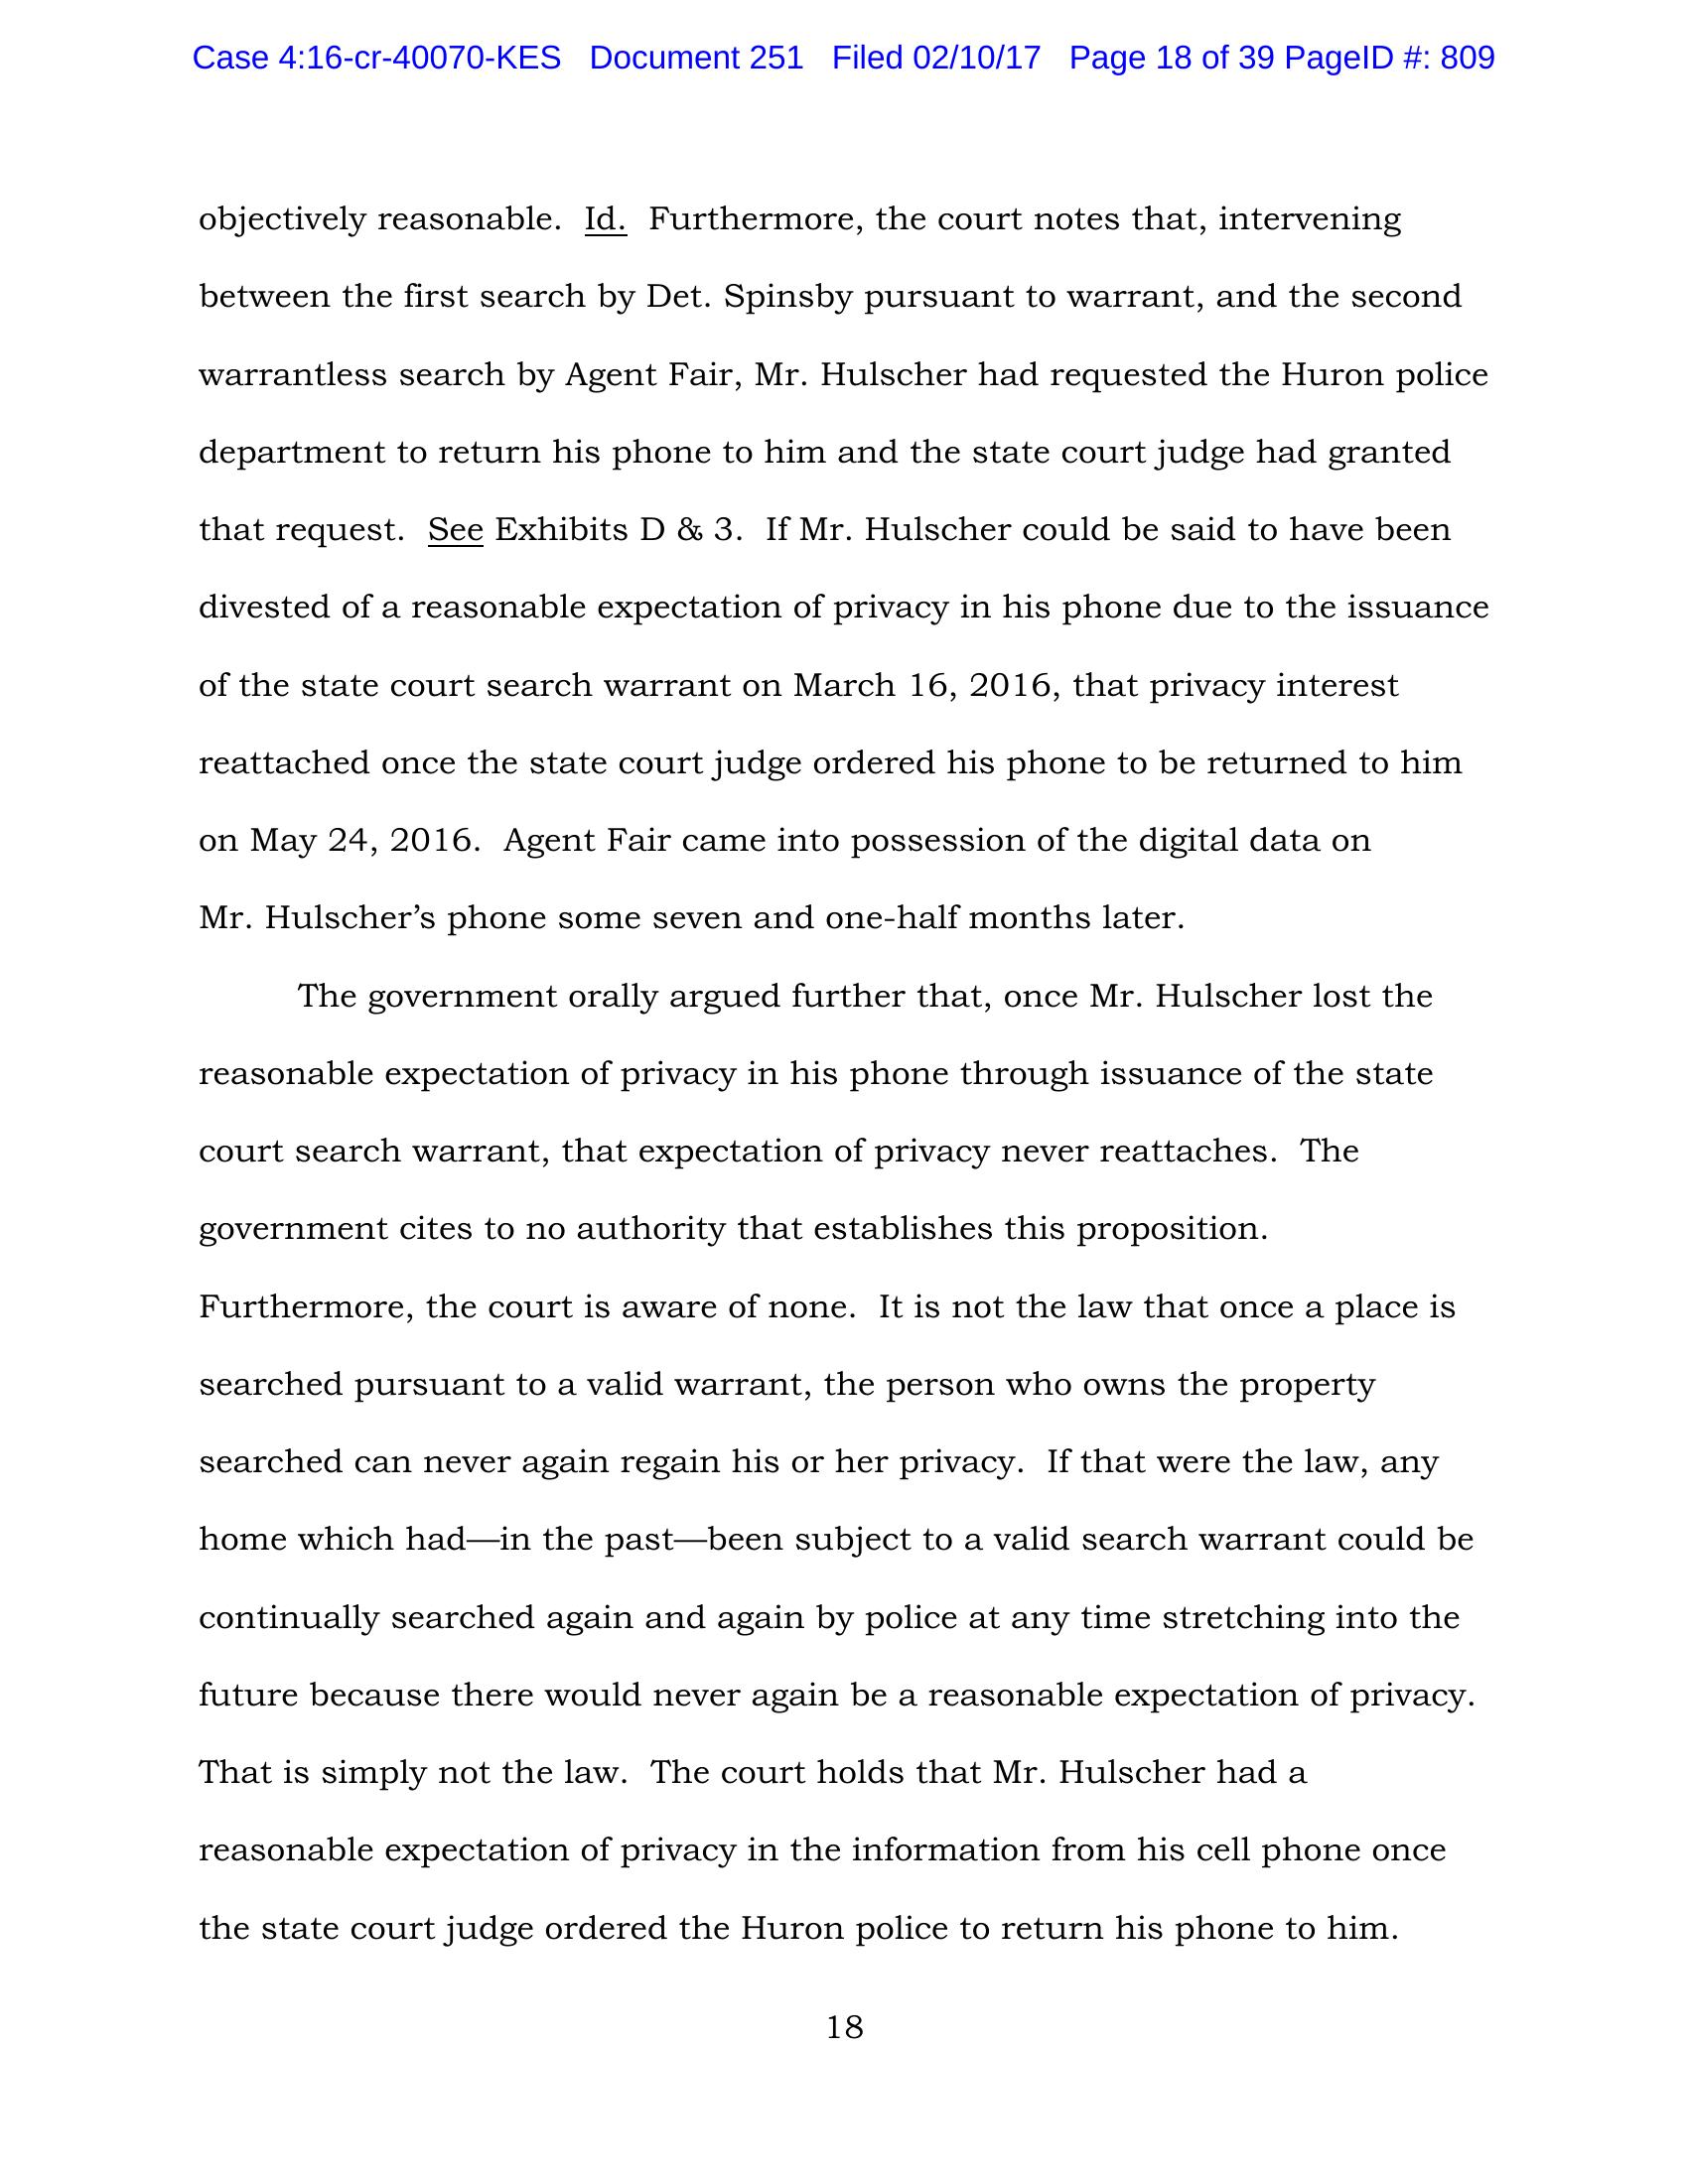 Case 4:16-cr-40070-KES Document 251 Filed 02/10/17 Page 18 of 39 PageID #: 809
objectively reasonable. Id. Furthermore, the court notes that, intervening
between the first search by Det. Spinsby pursuant to warrant, and the second
warrantless search by Agent Fair, Mr. Hulscher had requested the Huron police
department to return his phone to him and the state court judge had granted
that request. See Exhibits D & 3. If Mr. Hulscher could be said to have been
divested of a reasonable expectation of privacy in his phone due to the issuance
of the state court search warrant on March 16, 2016, that privacy interest
reattached once the state court judge ordered his phone to be returned to him
on May 24, 2016. Agent Fair came into possession of the digital data on
Mr. Hulscher’s phone some seven and one-half months later.
The government orally argued further that, once Mr. Hulscher lost the
reasonable expectation of privacy in his phone through issuance of the state
court search warrant, that expectation of privacy never reattaches. The
government cites to no authority that establishes this proposition.
Furthermore, the court is aware of none. It is not the law that once a place is
searched pursuant to a valid warrant, the person who owns the property
searched can never again regain his or her privacy. If that were the law, any
home which had—in the past—been subject to a valid search warrant could be
continually searched again and again by police at any time stretching into the
future because there would never again be a reasonable expectation of privacy.
That is simply not the law. The court holds that Mr. Hulscher had a
reasonable expectation of privacy in the information from his cell phone once
the state court judge ordered the Huron police to return his phone to him.
18